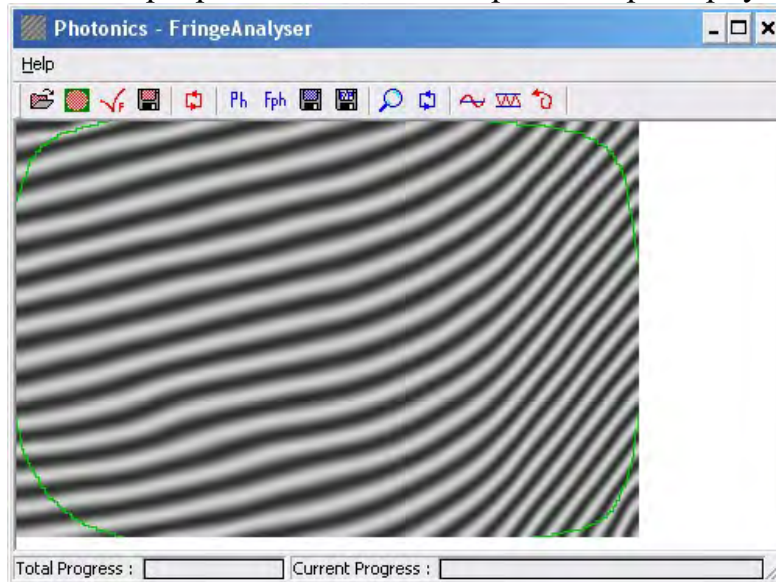 Photonics - FringeAnalyser
Help
F Ph Fph
Total Progress : Current Progress :